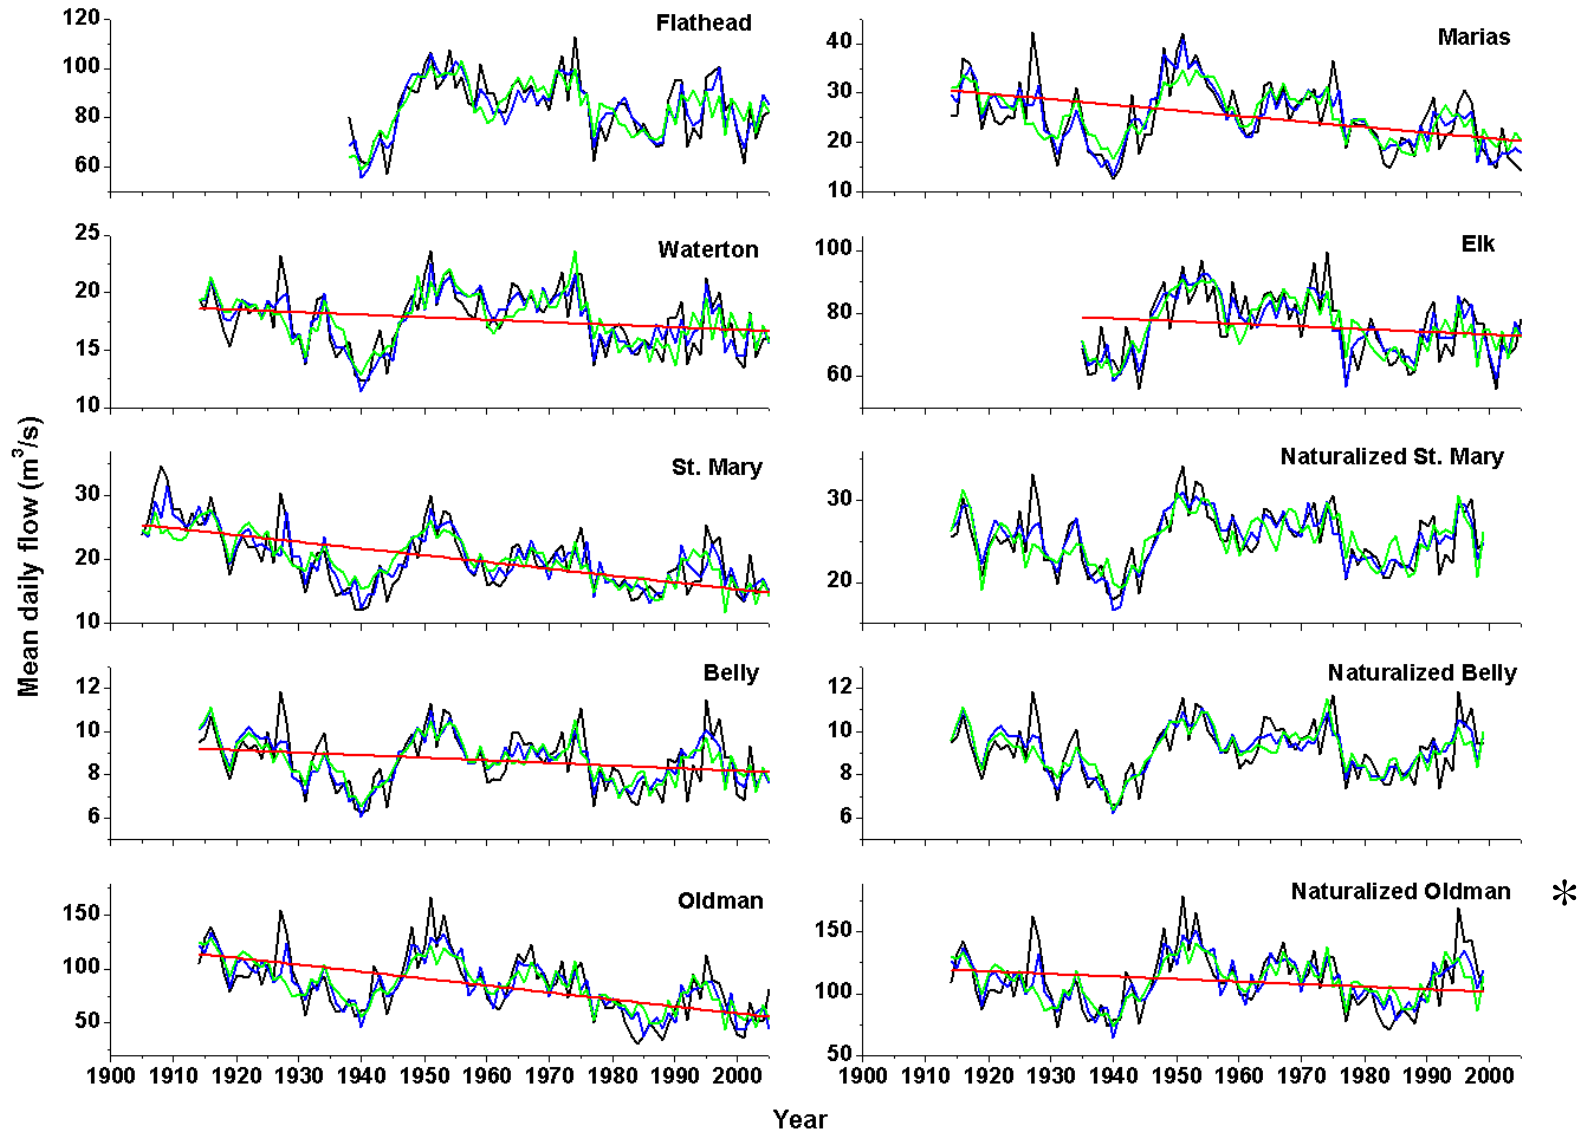 Mean daily flow (m³/s)
Flathead
120
100
80
60
Marias
40
30
20
10
Waterton
25
20
15
10
Elk
100
80
60
St. Mary
30
20
10
Naturalized St. Mary
30
20
Belly
12
10
8
6
Naturalized Belly
12
10
8
6
Oldman
150
100
50
1900 1910 1920 1930 1940 1950 1960 1970 1980 1990 2000
Naturalized Oldman *
150
100
50
1900 1910 1920 1930 1940 1950 1960 1970 1980 1990 2000
Year